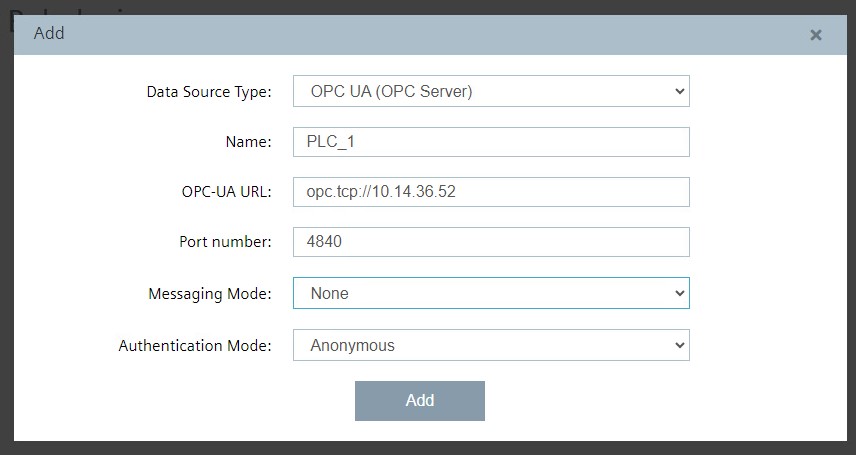 Add
Data Source Type: OPC UA (OPC Server)
Name: PLC_1
OPC-UA URL: opc.tcp://10.14.36.52
Port number: 4840
Messaging Mode: None
Authentication Mode: Anonymous
Add